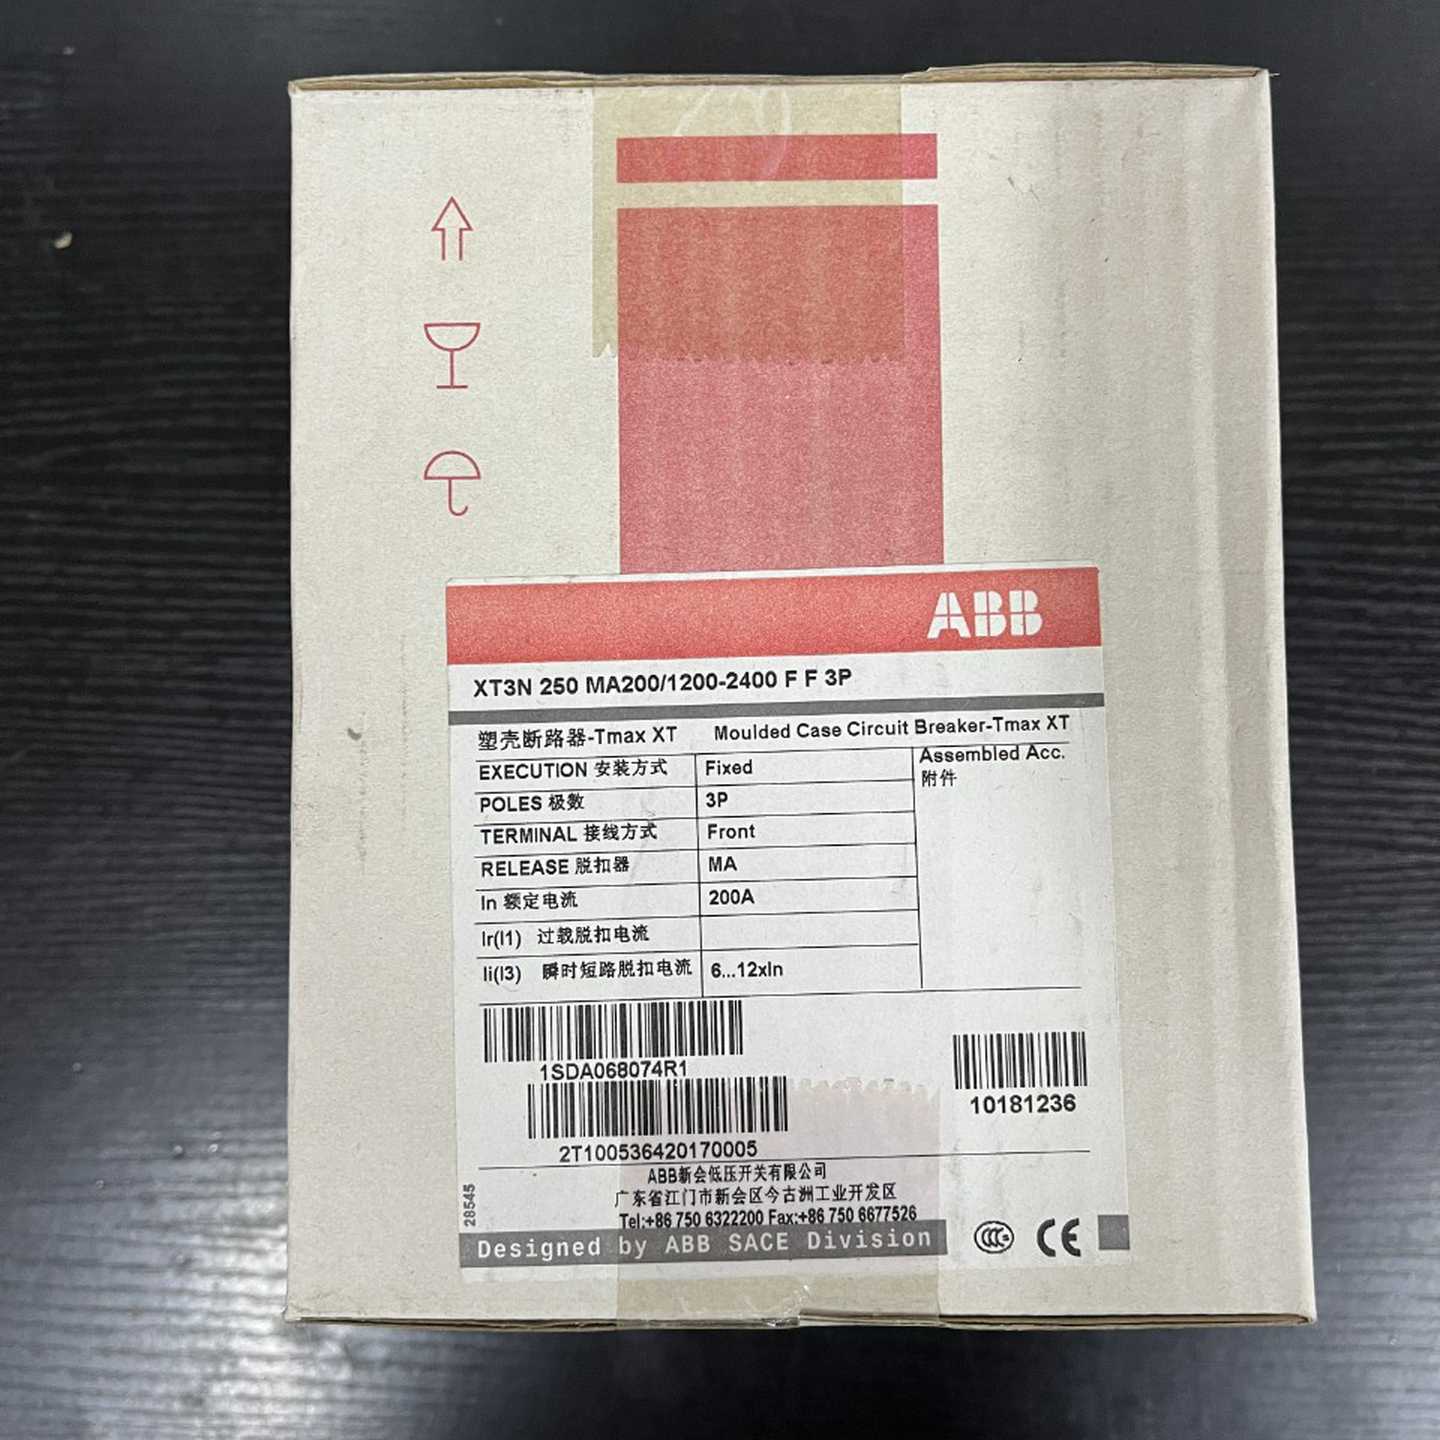 ABB
XT3N 250 MA200/1200-2400 F F 3P
塑壳断路器-Tmax XT Moulded Case Circuit Breaker-Tmax XT
EXECUTION 安装方式 Fixed Assembled Acc.
附件
POLES 极数 3P
TERMINAL 接线方式 Front
RELEASE 脱扣器 MA
In 额定电流 200A
Ir(I1) 过载脱扣电流
Ii(I3) 瞬时短路脱扣电流 6...12xIn
1SDA068074R1
10181236
2T100536420170005
ABB新会低压开关有限公司
广东省江门市新会区今古洲工业开发区
Tel:+86 750 6322200 Fax:+86 750 6677526
28545
Designed by ABB SACE Division
CCC S CE